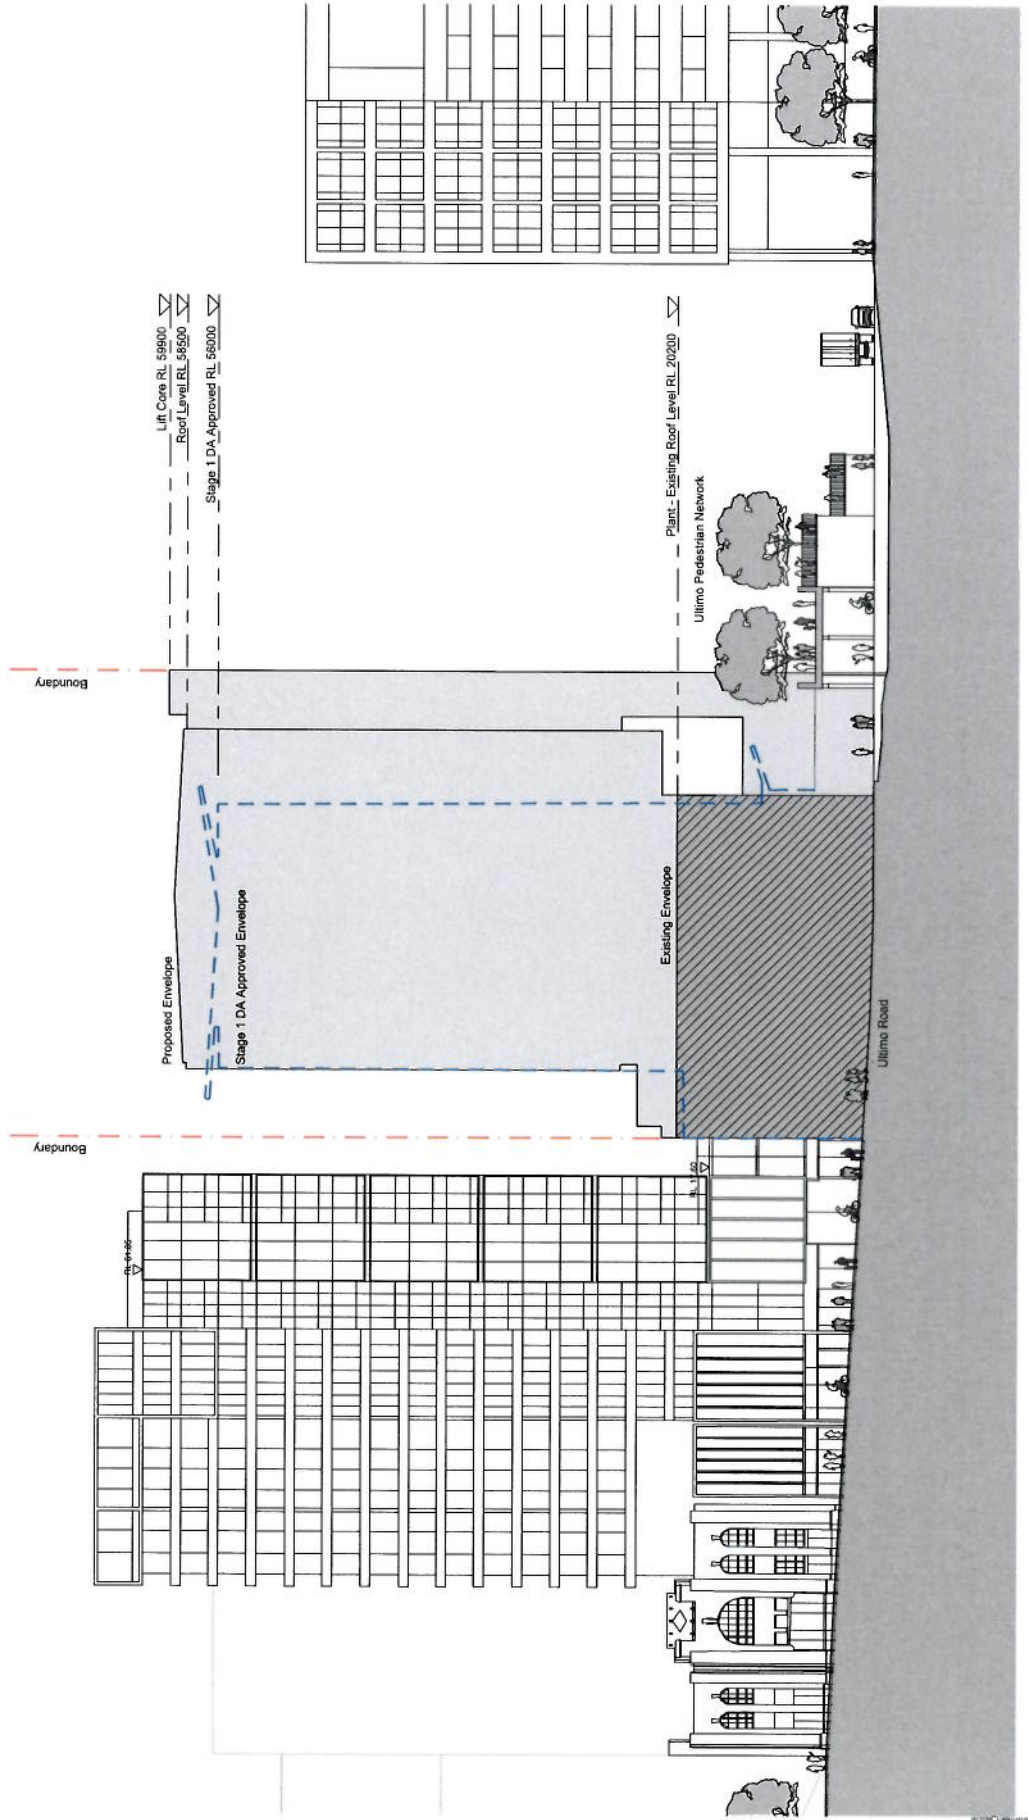 Lift Core RL 59900
Roof Level RL 58500
Stage 1 DA Approved RL 56000
Plant - Existing Roof Level RL 20200
Ultimo Pedestrian Network
Boundary
Proposed Envelope
Stage 1 DA Approved Envelope
Existing Envelope
Ultimo Road
Boundary